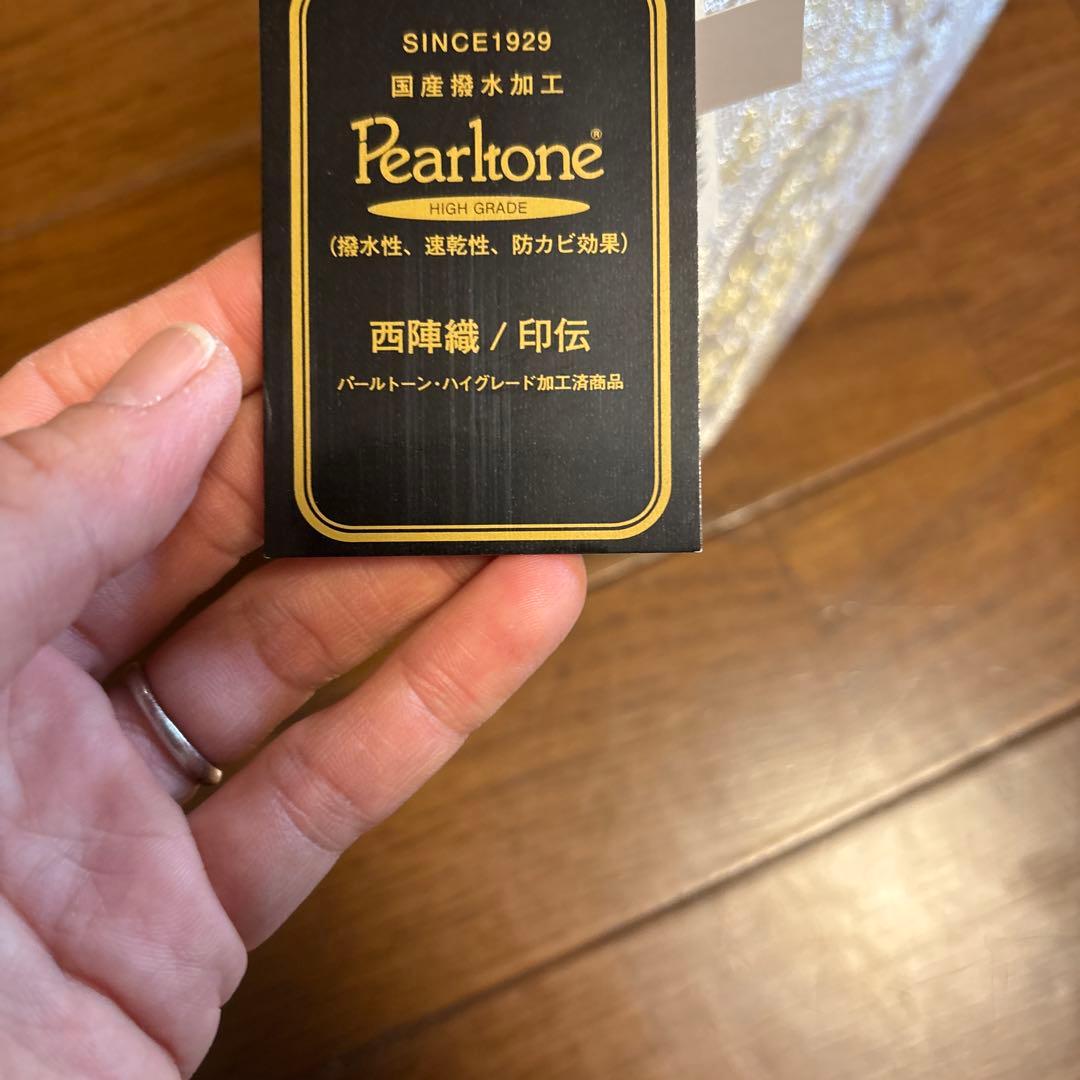 SINCE1929
国産撥水加工
Pearltone®
HIGH GRADE
(撥水性、速乾性、防カビ効果)
西陣織 / 印伝
パールトーン・ハイグレード加工済商品